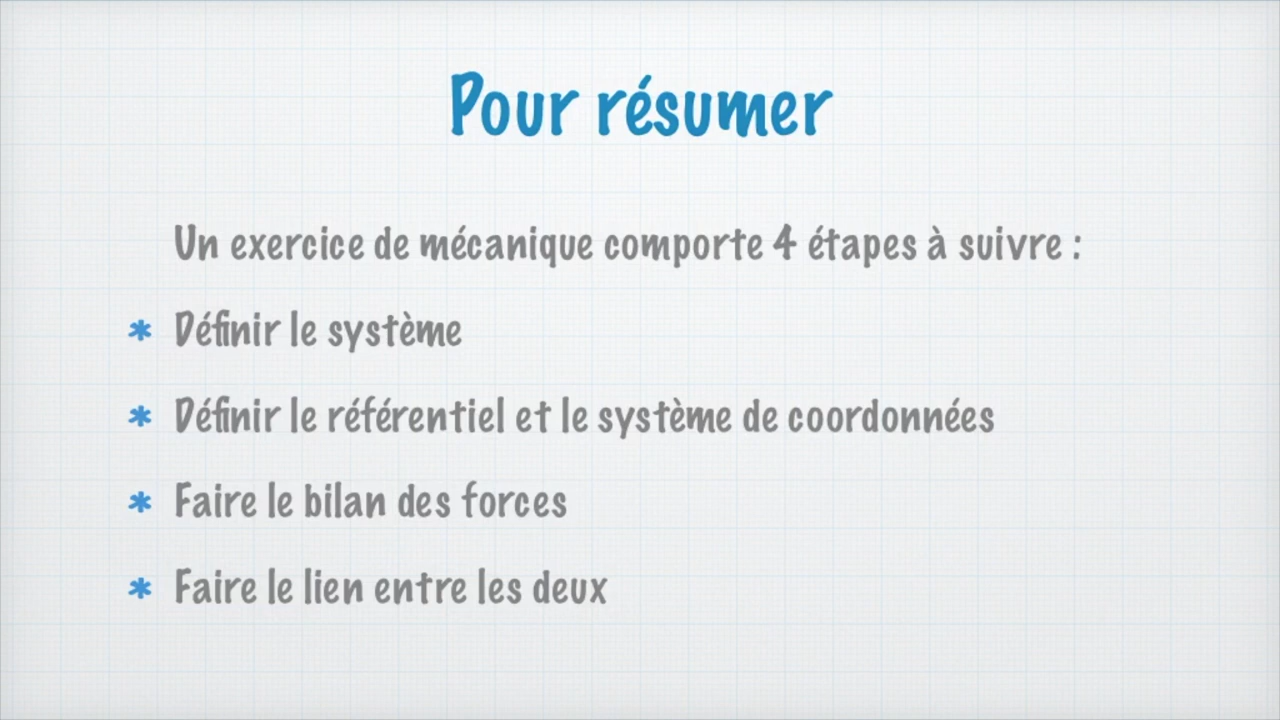 Pour résumer
Un exercice de mécanique comporte 4 étapes à suivre :
* Définir le système
* Définir le référentiel et le système de coordonnées
* Faire le bilan des forces
* Faire le lien entre les deux